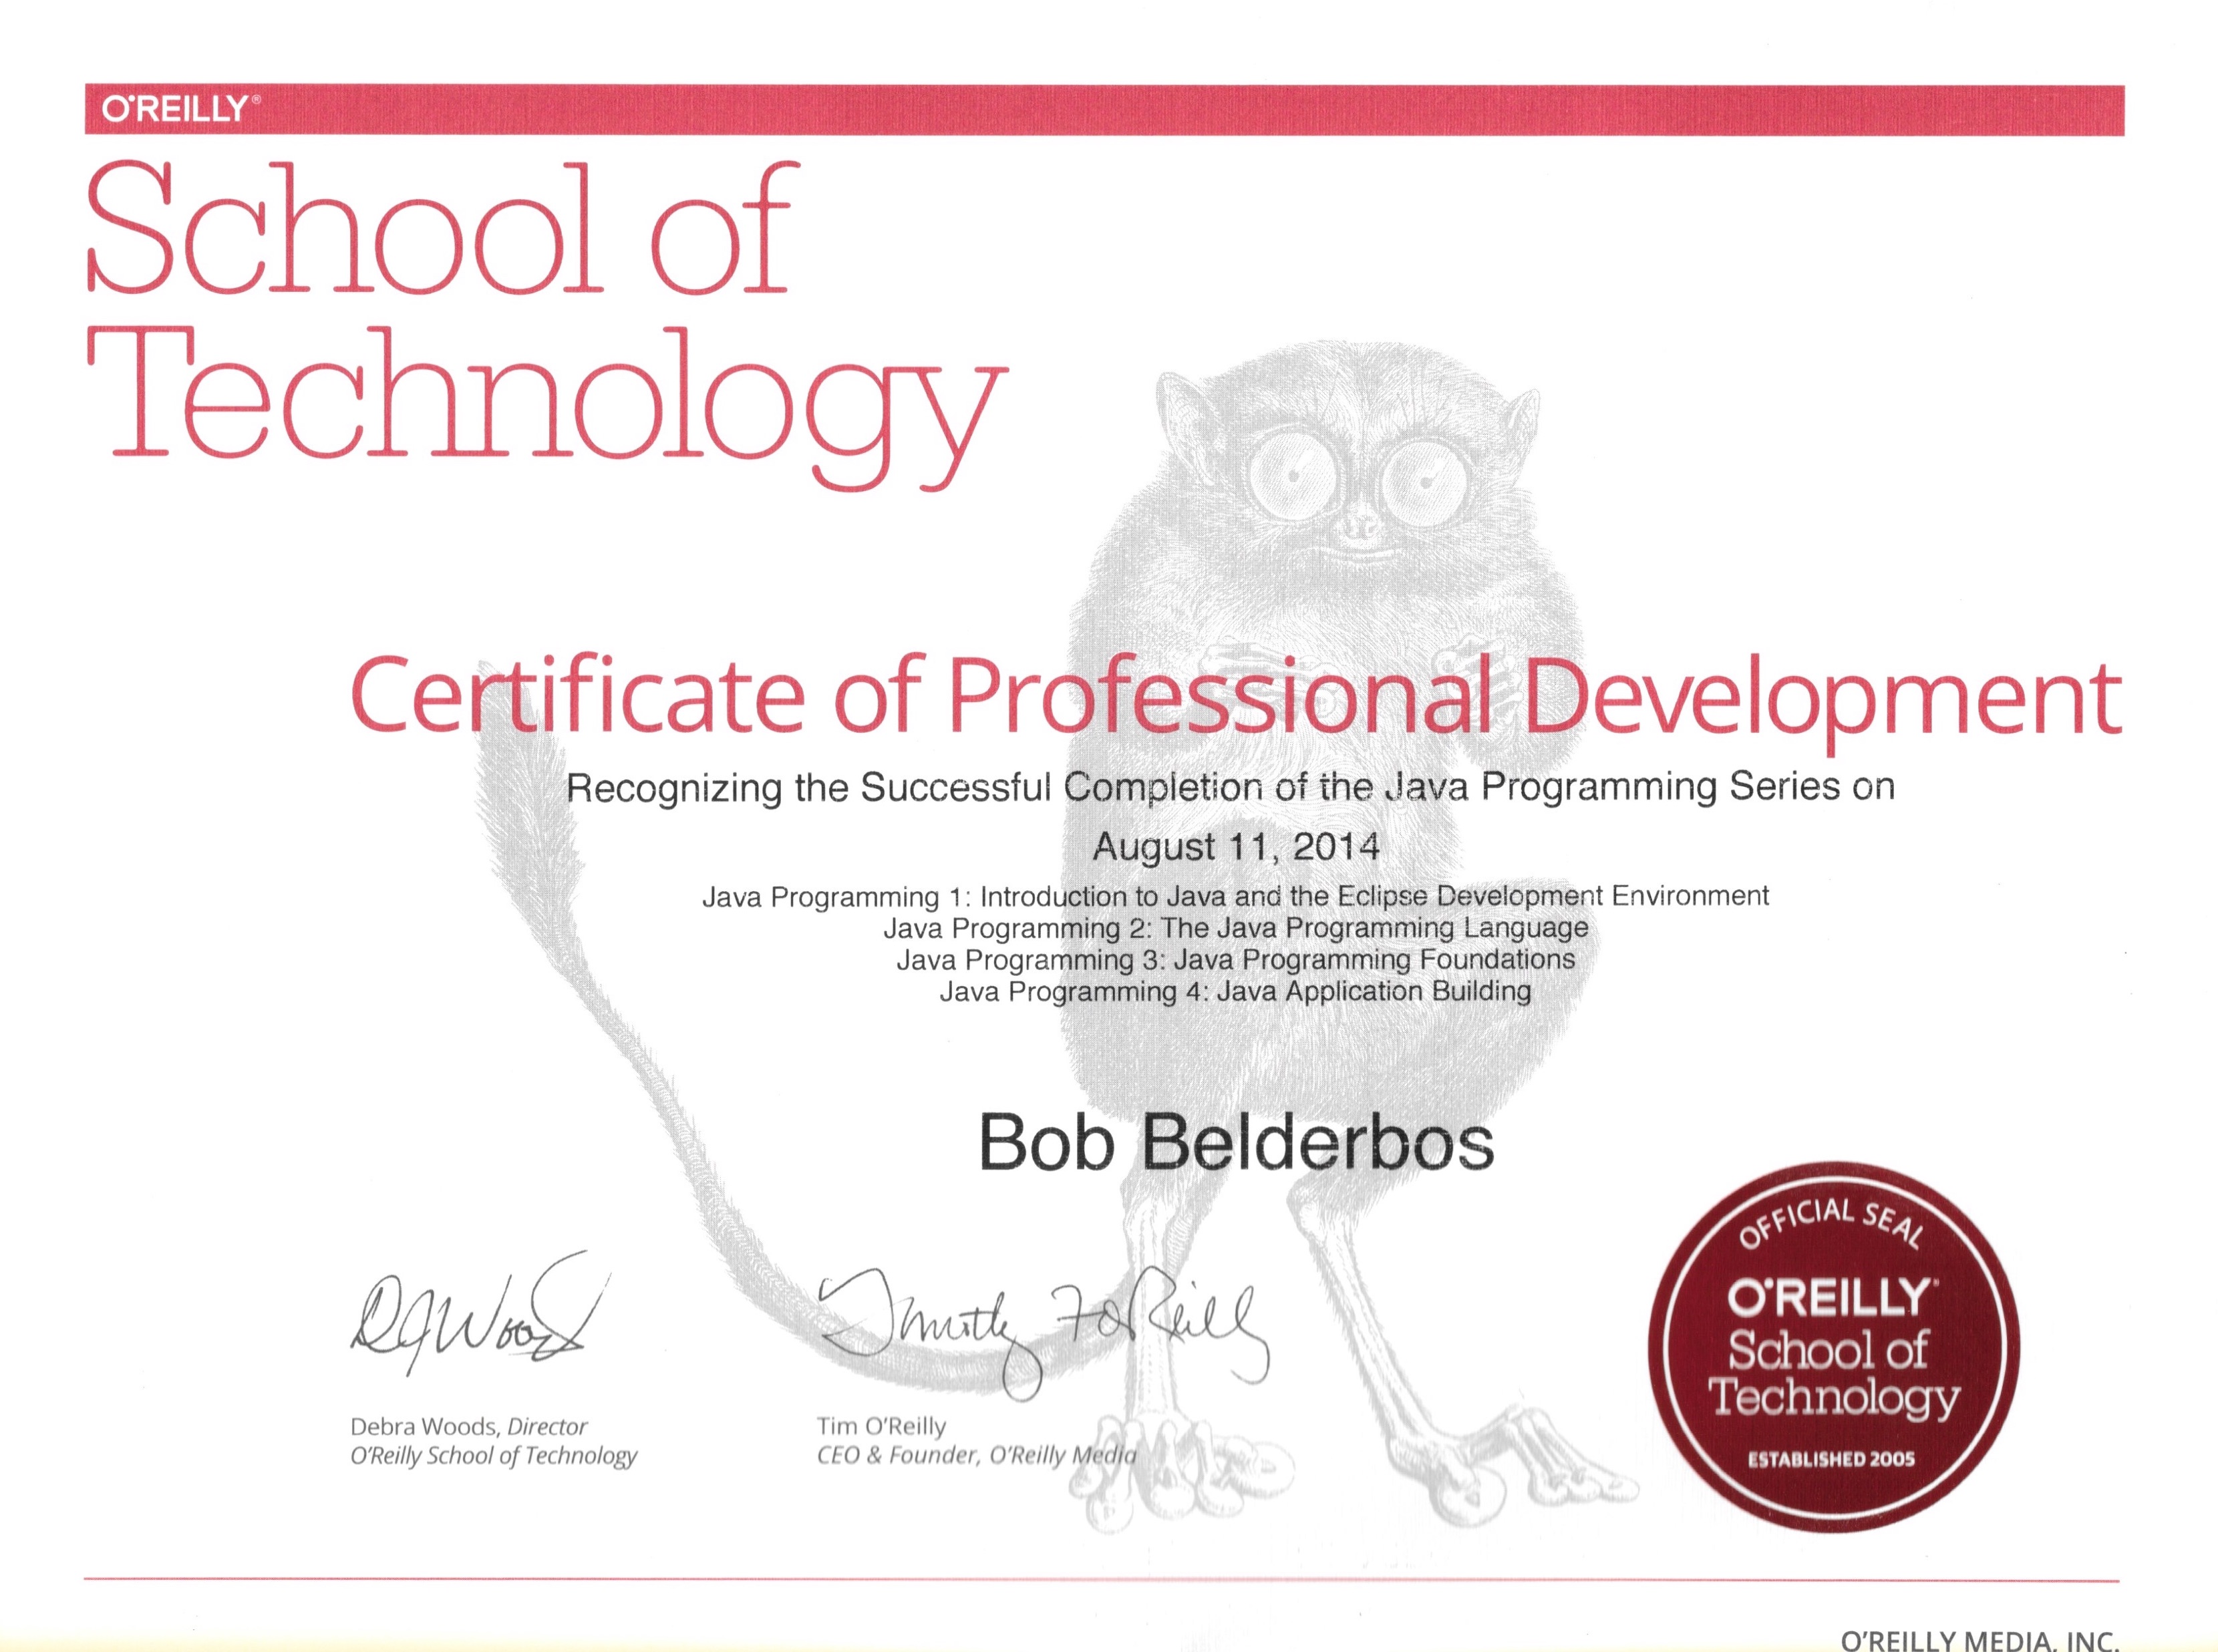 O'REILLY®
School of
Technology
Certificate of Professional Development
Recognizing the Successful Completion of the Java Programming Series on
August 11, 2014
Java Programming 1: Introduction to Java and the Eclipse Development Environment
Java Programming 2: The Java Programming Language
Java Programming 3: Java Programming Foundations
Java Programming 4: Java Application Building
Bob Belderbos
Debra Woods, Director
O'Reilly School of Technology
Tim O'Reilly
CEO & Founder, O'Reilly Media
OFFICIAL SEAL
O'REILLY
School of
Technology
ESTABLISHED 2005
O'REILLY MEDIA, INC.